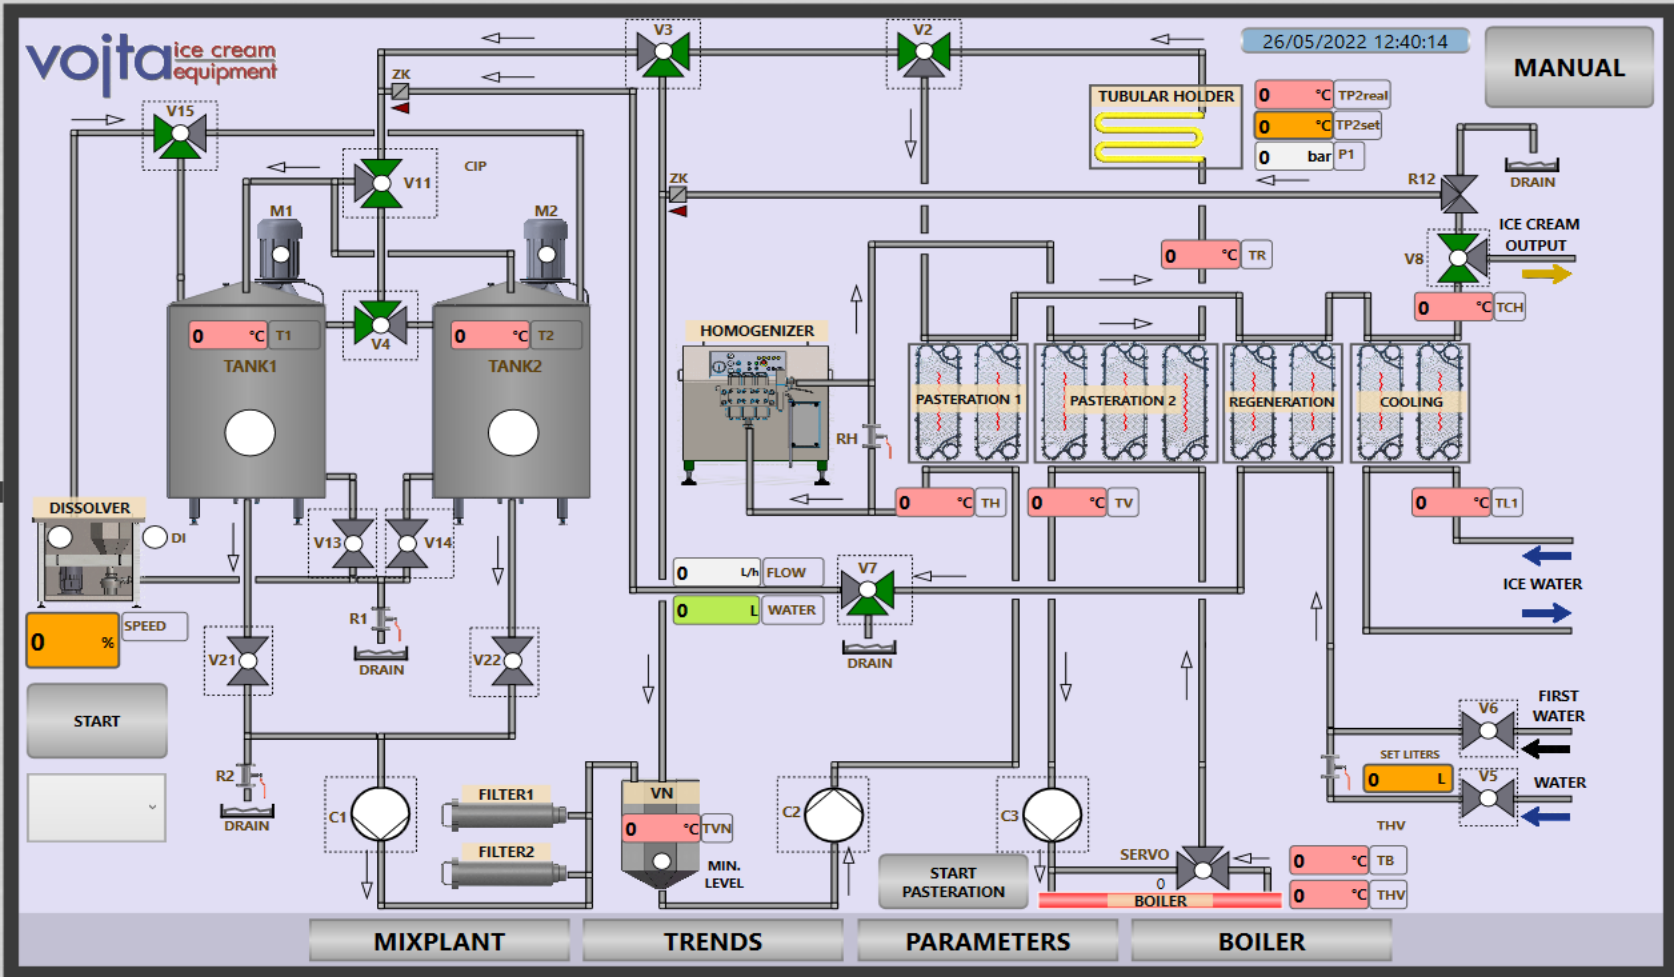 vojta ice cream
equipment
V3
V2
26/05/2022 12:40:14
MANUAL
ZK
TUBULAR HOLDER
0 °C TP2real
0 °C TP2set
0 bar P1
V15
CIP
V11
ZK
R12
DRAIN
M1
M2
ICE CREAM
OUTPUT
0 °C TR
V8
0 °C TCH
0 °C T1
V4
0 °C T2
HOMOGENIZER
TANK1
TANK2
PASTERATION 1
PASTERATION 2
REGENERATION
COOLING
RH
0 °C TH
0 °C TV
0 °C TL1
DISSOLVER
DI
V13
V14
0 L/h FLOW
V7
ICE WATER
0 L WATER
0 %
SPEED
R1
DRAIN
DRAIN
V21
V22
START
FIRST
WATER
V6
SET LITERS
0 L
V5
WATER
R2
DRAIN
C1
FILTER1
VN
C2
C3
THV
0 °C TVN
FILTER2
MIN.
LEVEL
START
PASTERATION
SERVO
0
BOILER
0 °C TB
0 °C THV
MIXPLANT
TRENDS
PARAMETERS
BOILER